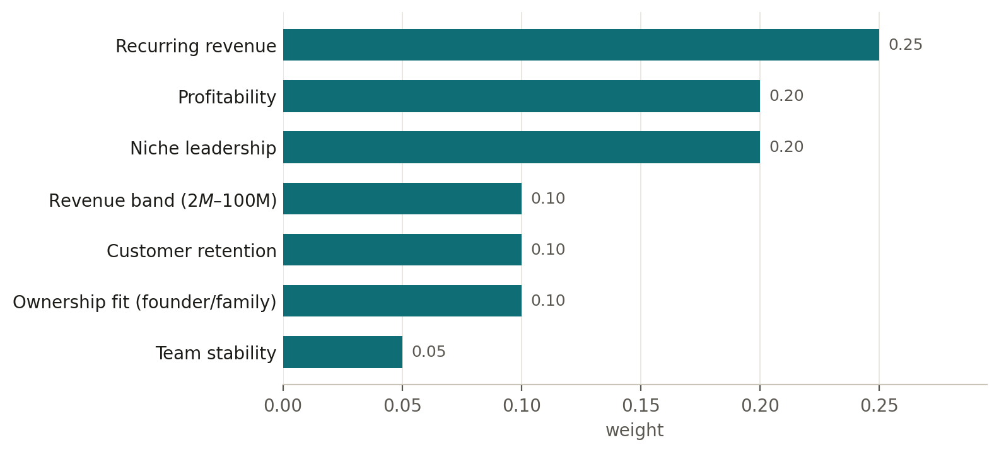 Recurring revenue 0.25
Profitability 0.20
Niche leadership 0.20
Revenue band (2M–100M) 0.10
Customer retention 0.10
Ownership fit (founder/family) 0.10
Team stability 0.05
0.00 0.05 0.10 0.15 0.20 0.25
weight